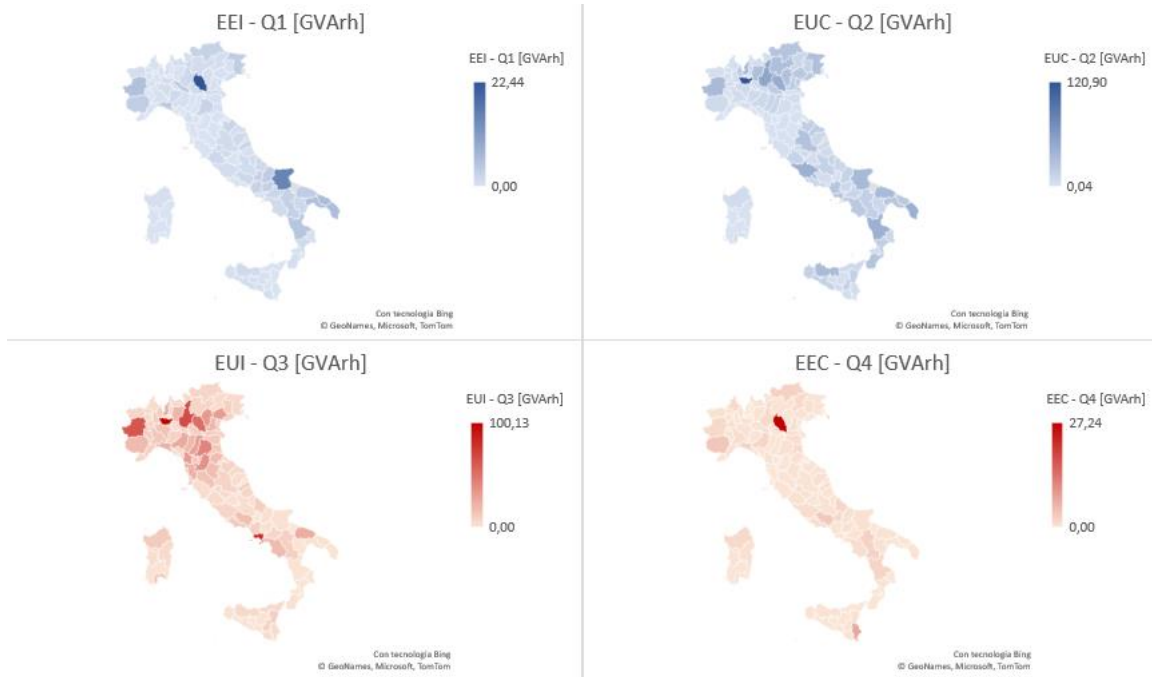 EEI - Q1 [GVArh]
EEI - Q1 [GVArh]
22,44
0,00
Con tecnologia Bing
© GeoNames, Microsoft, TomTom
EUC - Q2 [GVArh]
EUC - Q2 [GVArh]
120,90
0,04
Con tecnologia Bing
© GeoNames, Microsoft, TomTom
EUI - Q3 [GVArh]
EUI - Q3 [GVArh]
100,13
0,00
Con tecnologia Bing
© GeoNames, Microsoft, TomTom
EEC - Q4 [GVArh]
EEC - Q4 [GVArh]
27,24
0,00
Con tecnologia Bing
© GeoNames, Microsoft, TomTom